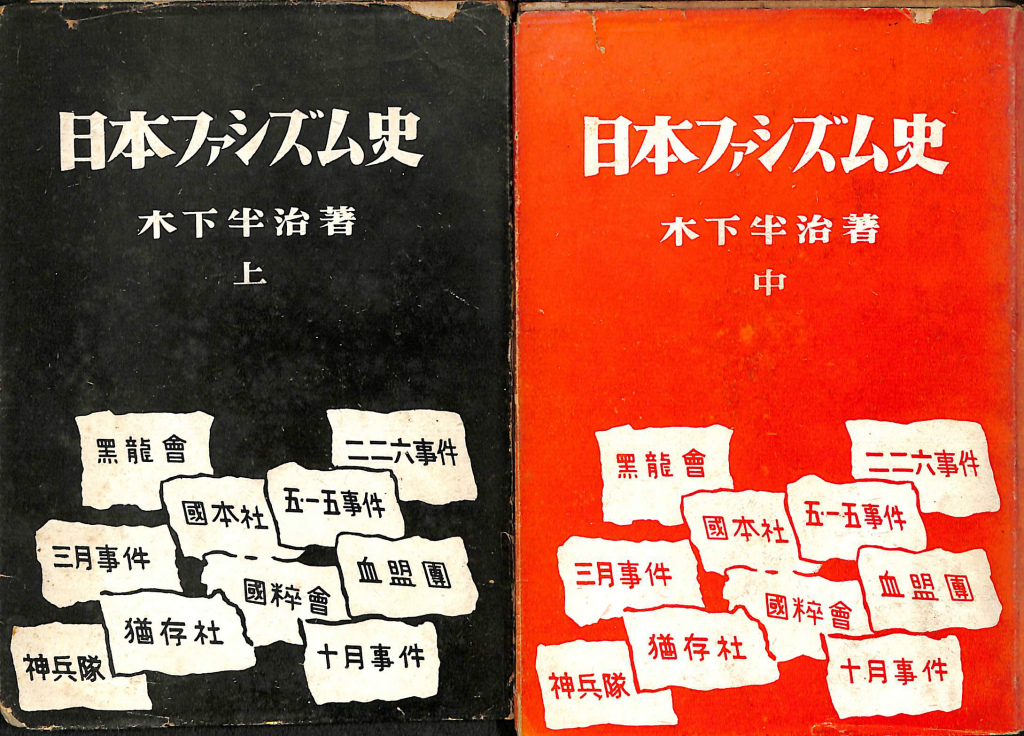 日本ファシズム史
木下半治著
上
黑龍會
二二六事件
國本社
五·一五事件
三月事件
國粹會
血盟團
猶存社
神兵隊
十月事件
日本ファシズム史
木下半治著
中
黑龍會
二二六事件
國本社
五·一五事件
三月事件
國粹會
血盟團
猶存社
神兵隊
十月事件